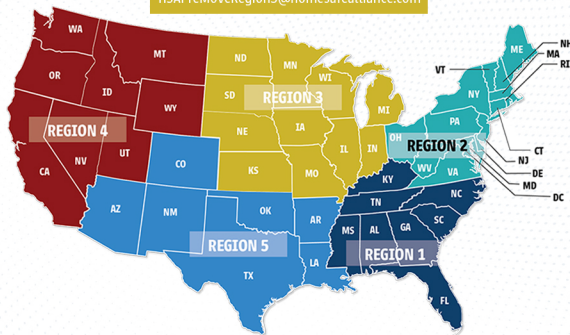 WA
MT
ND
MN
ME
NH
MA
RI
VT
OR
ID
SD
WI
MI
NY
WY
REGION 3
PA
REGION 4
NE
IA
OH
REGION 2
CT
NV
UT
CO
IL
IN
NJ
CA
KS
MO
WV
VA
DE
MD
KY
DC
AZ
NM
OK
AR
TN
NC
SC
MS
AL
GA
REGION 5
REGION 1
TX
LA
FL